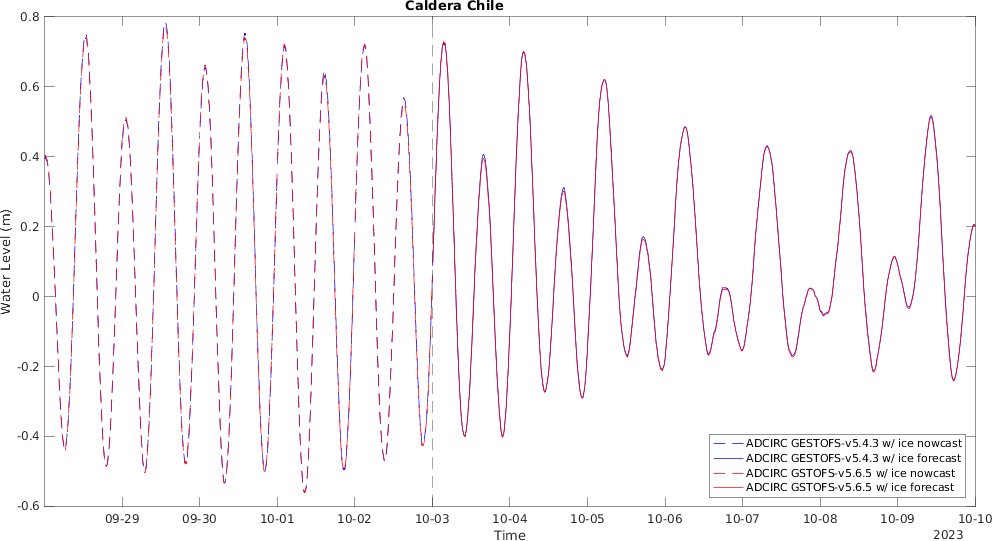 Caldera Chile
0.8
0.6
0.4
0.2
0
-0.2
-0.4
-0.6
Water Level (m)
ADCIRC GESTOFS-v5.4.3 w/ ice nowcast
ADCIRC GESTOFS-v5.4.3 w/ ice forecast
ADCIRC GSTOFS-v5.6.5 w/ ice nowcast
ADCIRC GSTOFS-v5.6.5 w/ ice forecast
09-29 09-30 10-01 10-02 10-03 10-04 10-05 10-06 10-07 10-08 10-09 10-10
Time
2023